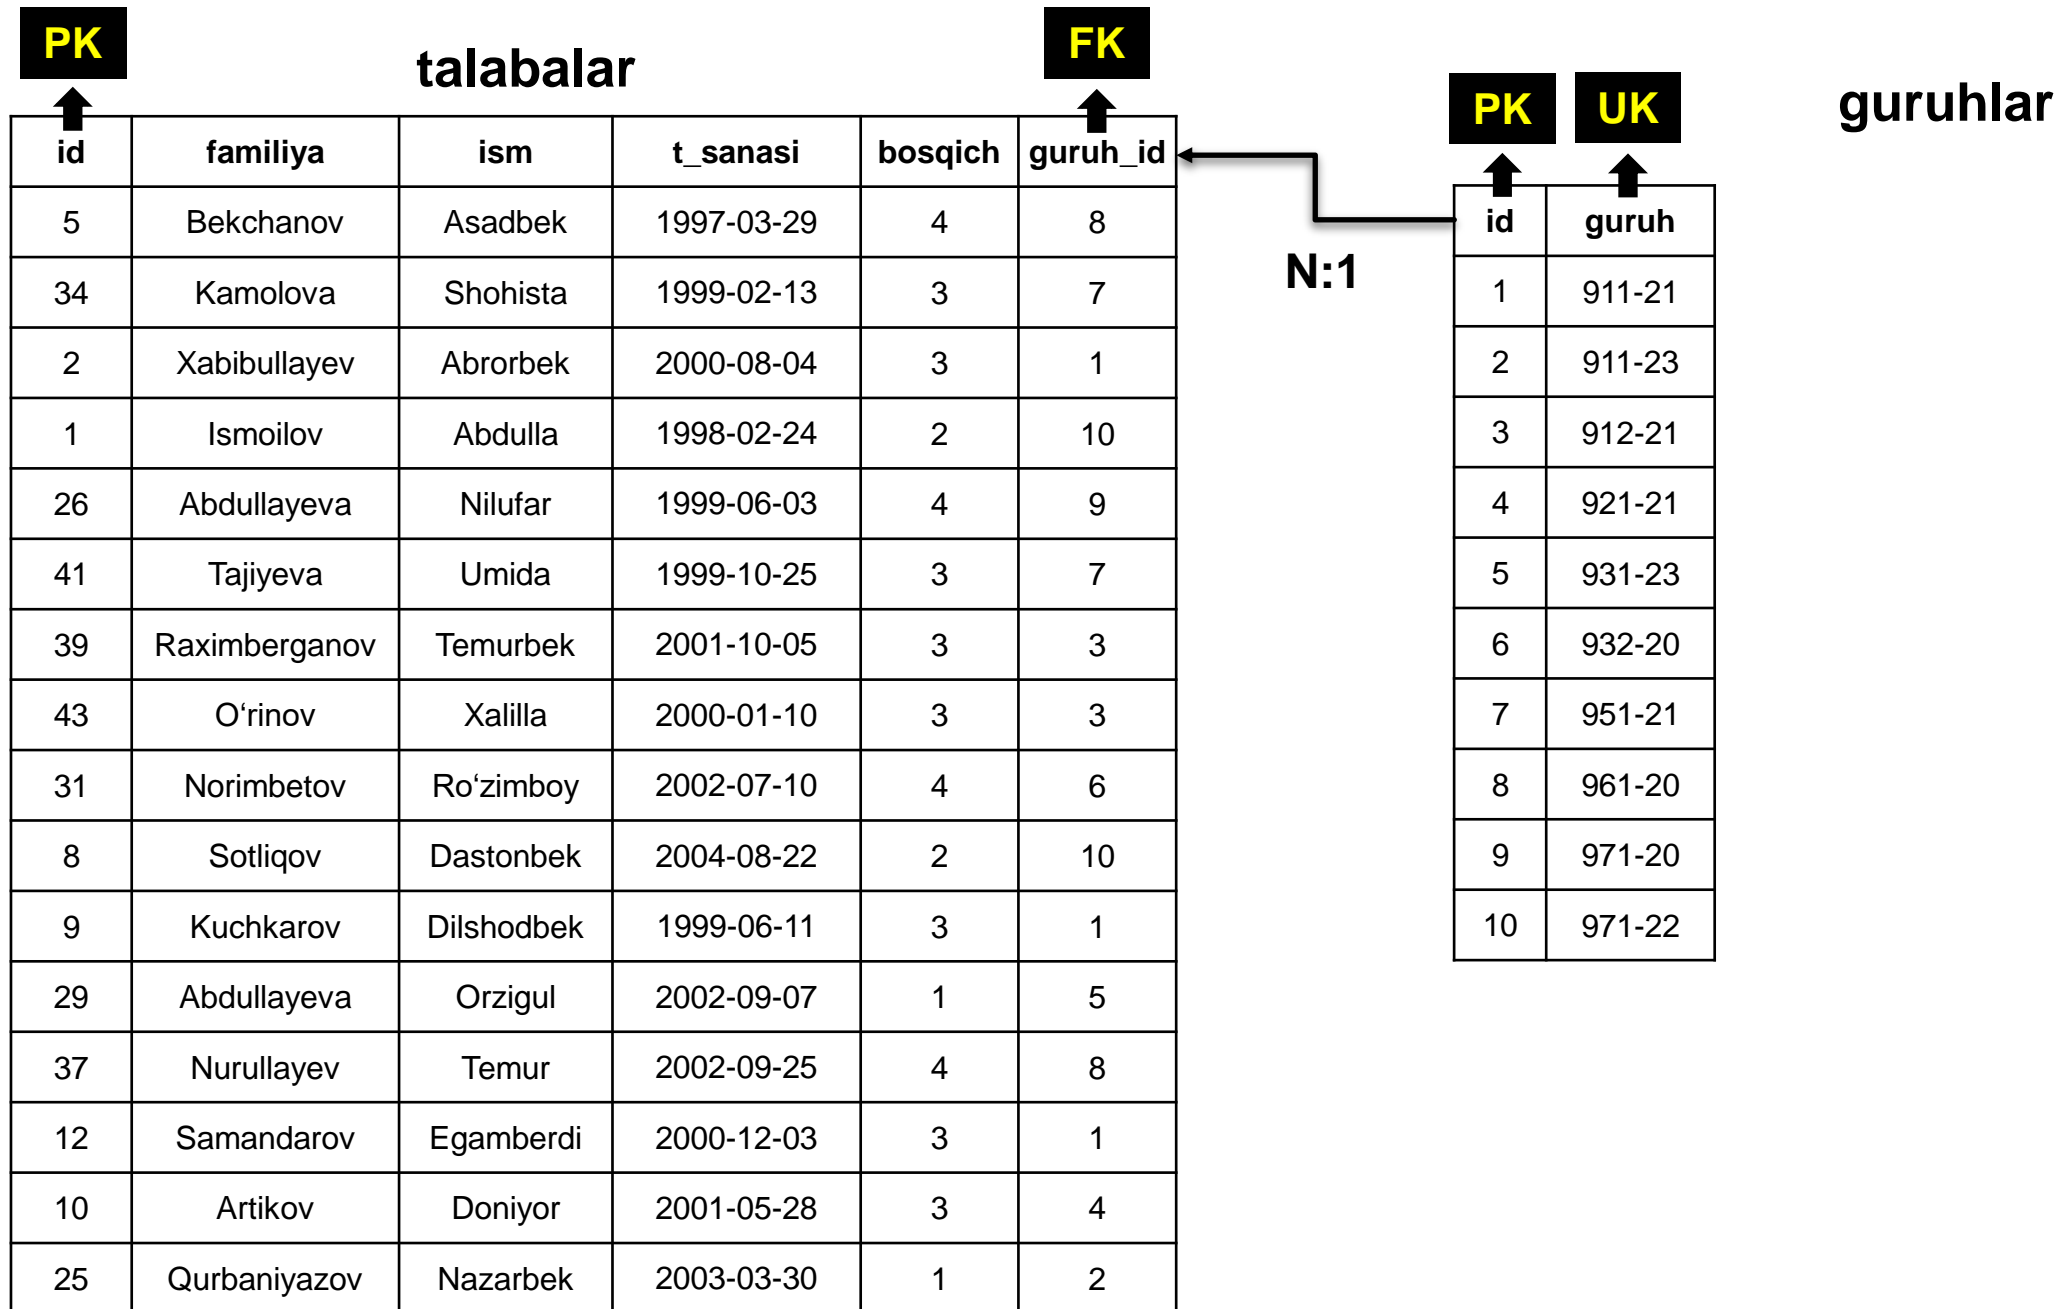 PK
talabalar
FK
id familiya ism t_sanasi bosqich guruh_id
5 Bekchanov Asadbek 1997-03-29 4 8
34 Kamolova Shohista 1999-02-13 3 7
2 Xabibullayev Abrorbek 2000-08-04 3 1
1 Ismoilov Abdulla 1998-02-24 2 10
26 Abdullayeva Nilufar 1999-06-03 4 9
41 Tajiyeva Umida 1999-10-25 3 7
39 Raximberganov Temurbek 2001-10-05 3 3
43 O‘rinov Xalilla 2000-01-10 3 3
31 Norimbetov Ro‘zimboy 2002-07-10 4 6
8 Sotliqov Dastonbek 2004-08-22 2 10
9 Kuchkarov Dilshodbek 1999-06-11 3 1
29 Abdullayeva Orzigul 2002-09-07 1 5
37 Nurullayev Temur 2002-09-25 4 8
12 Samandarov Egamberdi 2000-12-03 3 1
10 Artikov Doniyor 2001-05-28 3 4
25 Qurbaniyazov Nazarbek 2003-03-30 1 2
N:1
PK UK
guruhlar
id guruh
1 911-21
2 911-23
3 912-21
4 921-21
5 931-23
6 932-20
7 951-21
8 961-20
9 971-20
10 971-22